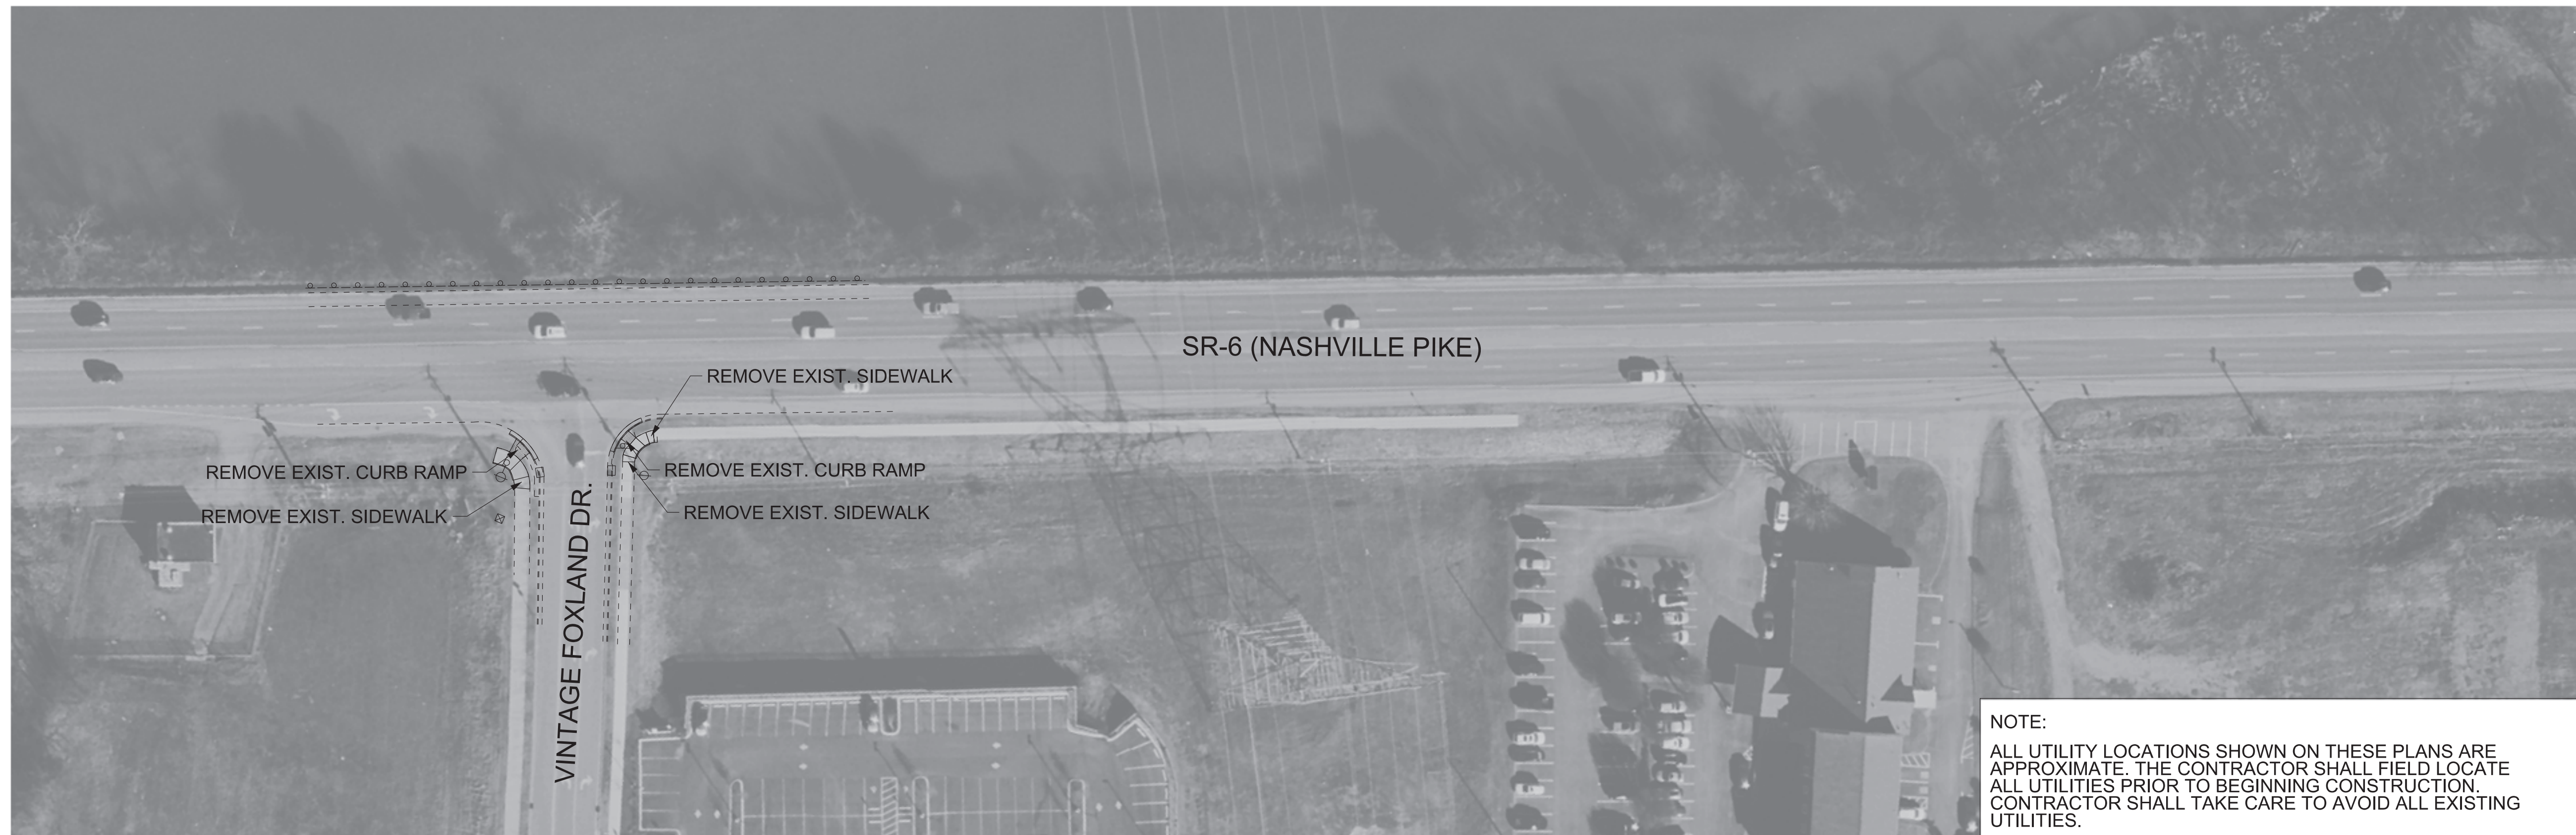 SR-6 (NASHVILLE PIKE)
REMOVE EXIST. SIDEWALK
REMOVE EXIST. CURB RAMP
REMOVE EXIST. CURB RAMP
REMOVE EXIST. SIDEWALK
REMOVE EXIST. SIDEWALK
VINTAGE FOXLAND DR.
NOTE:
ALL UTILITY LOCATIONS SHOWN ON THESE PLANS ARE
APPROXIMATE. THE CONTRACTOR SHALL FIELD LOCATE
ALL UTILITIES PRIOR TO BEGINNING CONSTRUCTION.
CONTRACTOR SHALL TAKE CARE TO AVOID ALL EXISTING
UTILITIES.